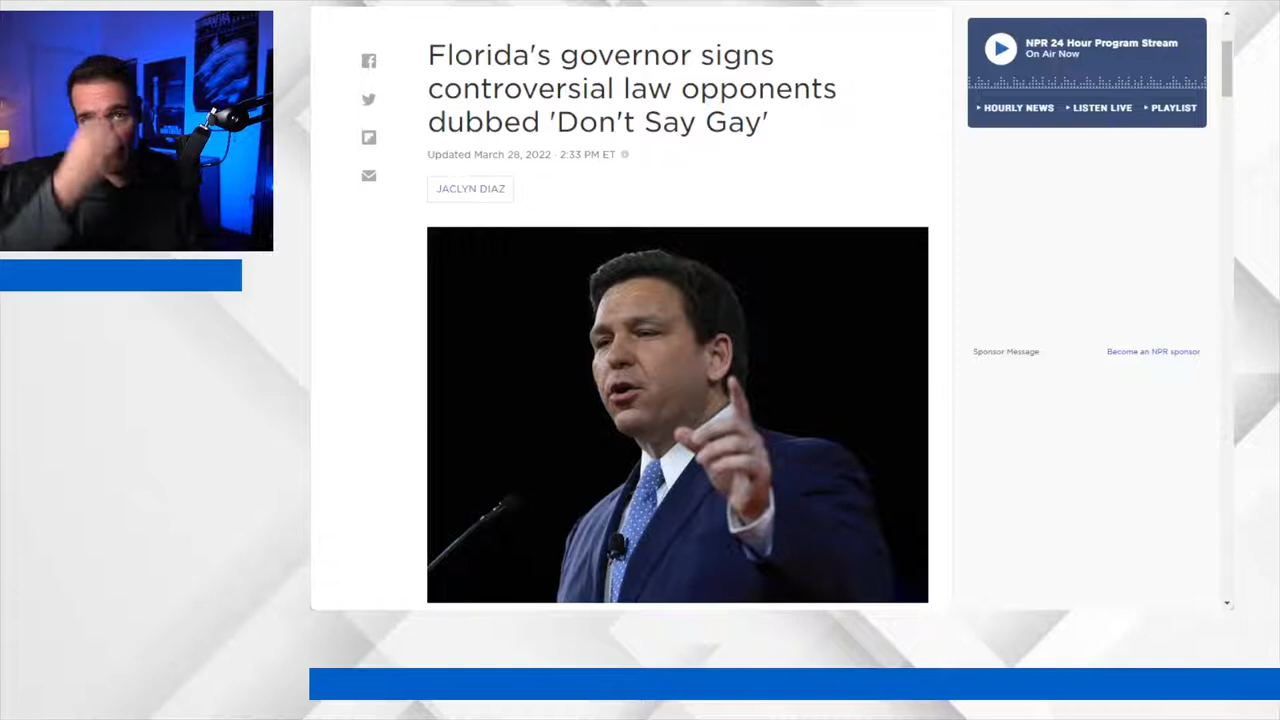 Florida's governor signs
controversial law opponents
dubbed 'Don't Say Gay'
Updated March 28, 2022 · 2:33 PM ET
JACLYN DIAZ
NPR 24 Hour Program Stream
On Air Now
HOURLY NEWS LISTEN LIVE PLAYLIST
Sponsor Message Become an NPR sponsor